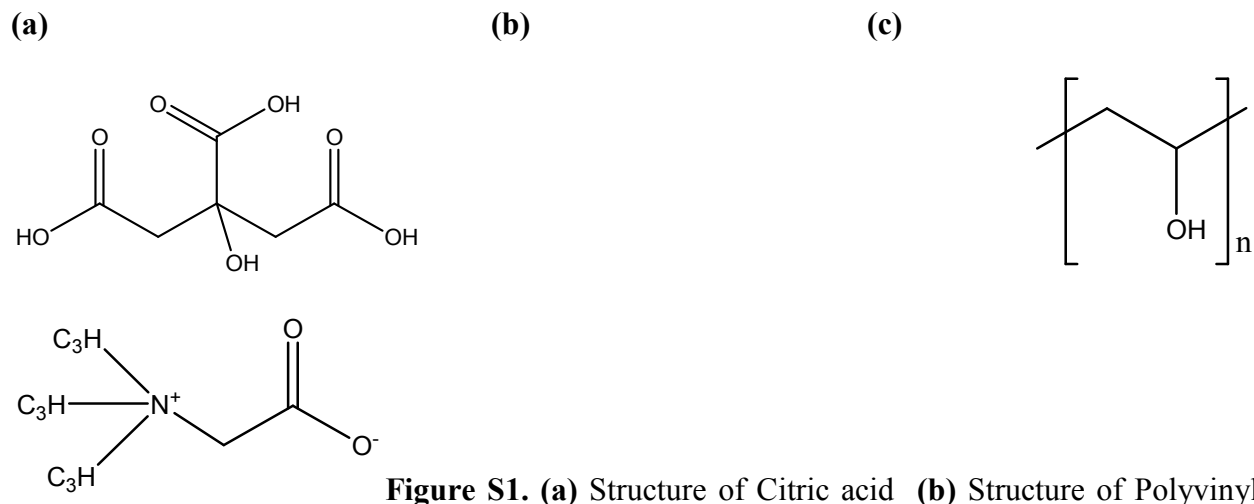 (a) (b) (c)
O OH
O O
HO OH
OH
OH
n
C₃H O
C₃H N⁺
O⁻
C₃H
Figure S1. (a) Structure of Citric acid (b) Structure of Polyvinyl